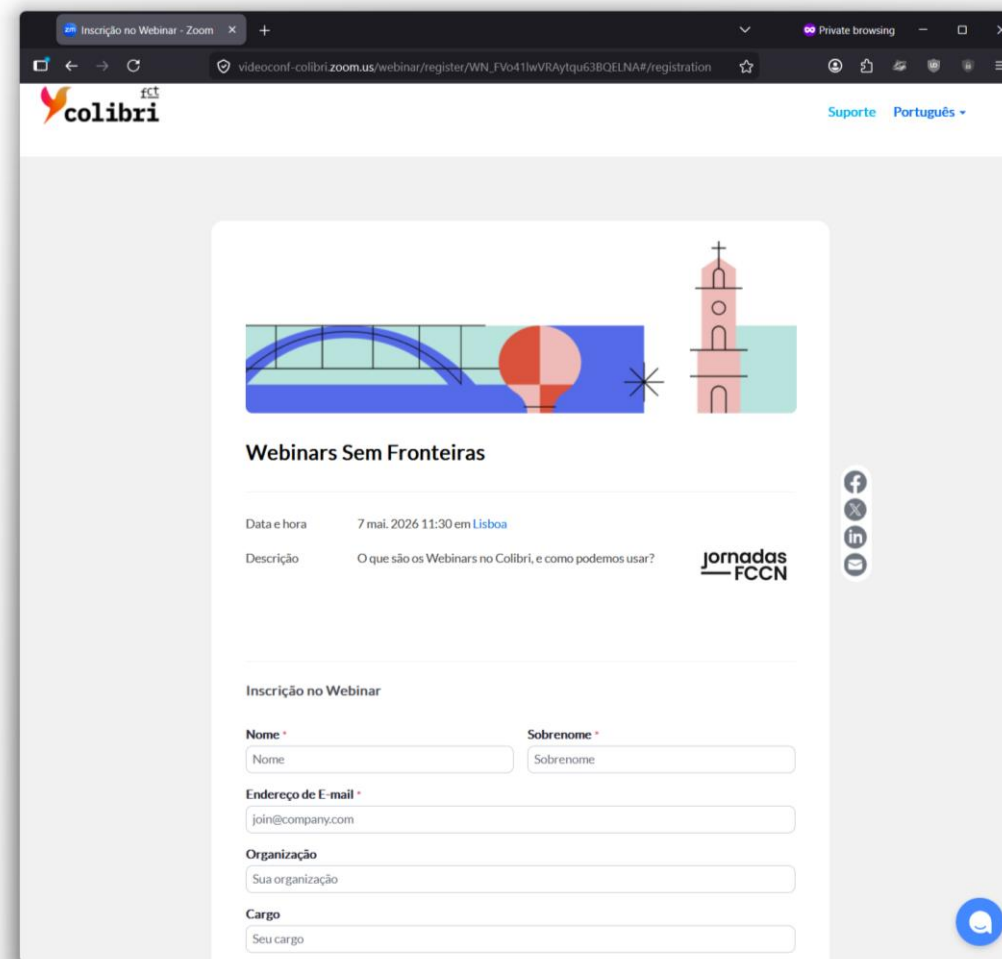 zm Inscrição no Webinar - Zoom
Private browsing
videoconf-colibri.zoom.us/webinar/register/WN_FVo41lwVRAytqu63BQELNA#/registration
fct
colibri
Suporte Português
Webinars Sem Fronteiras
Data e hora 7 mai. 2026 11:30 em Lisboa
Descrição O que são os Webinars no Colibri, e como podemos usar?
jornadas
FCCN
Inscrição no Webinar
Nome * Sobrenome *
Nome Sobrenome
Endereço de E-mail *
join@company.com
Organização
Sua organização
Cargo
Seu cargo